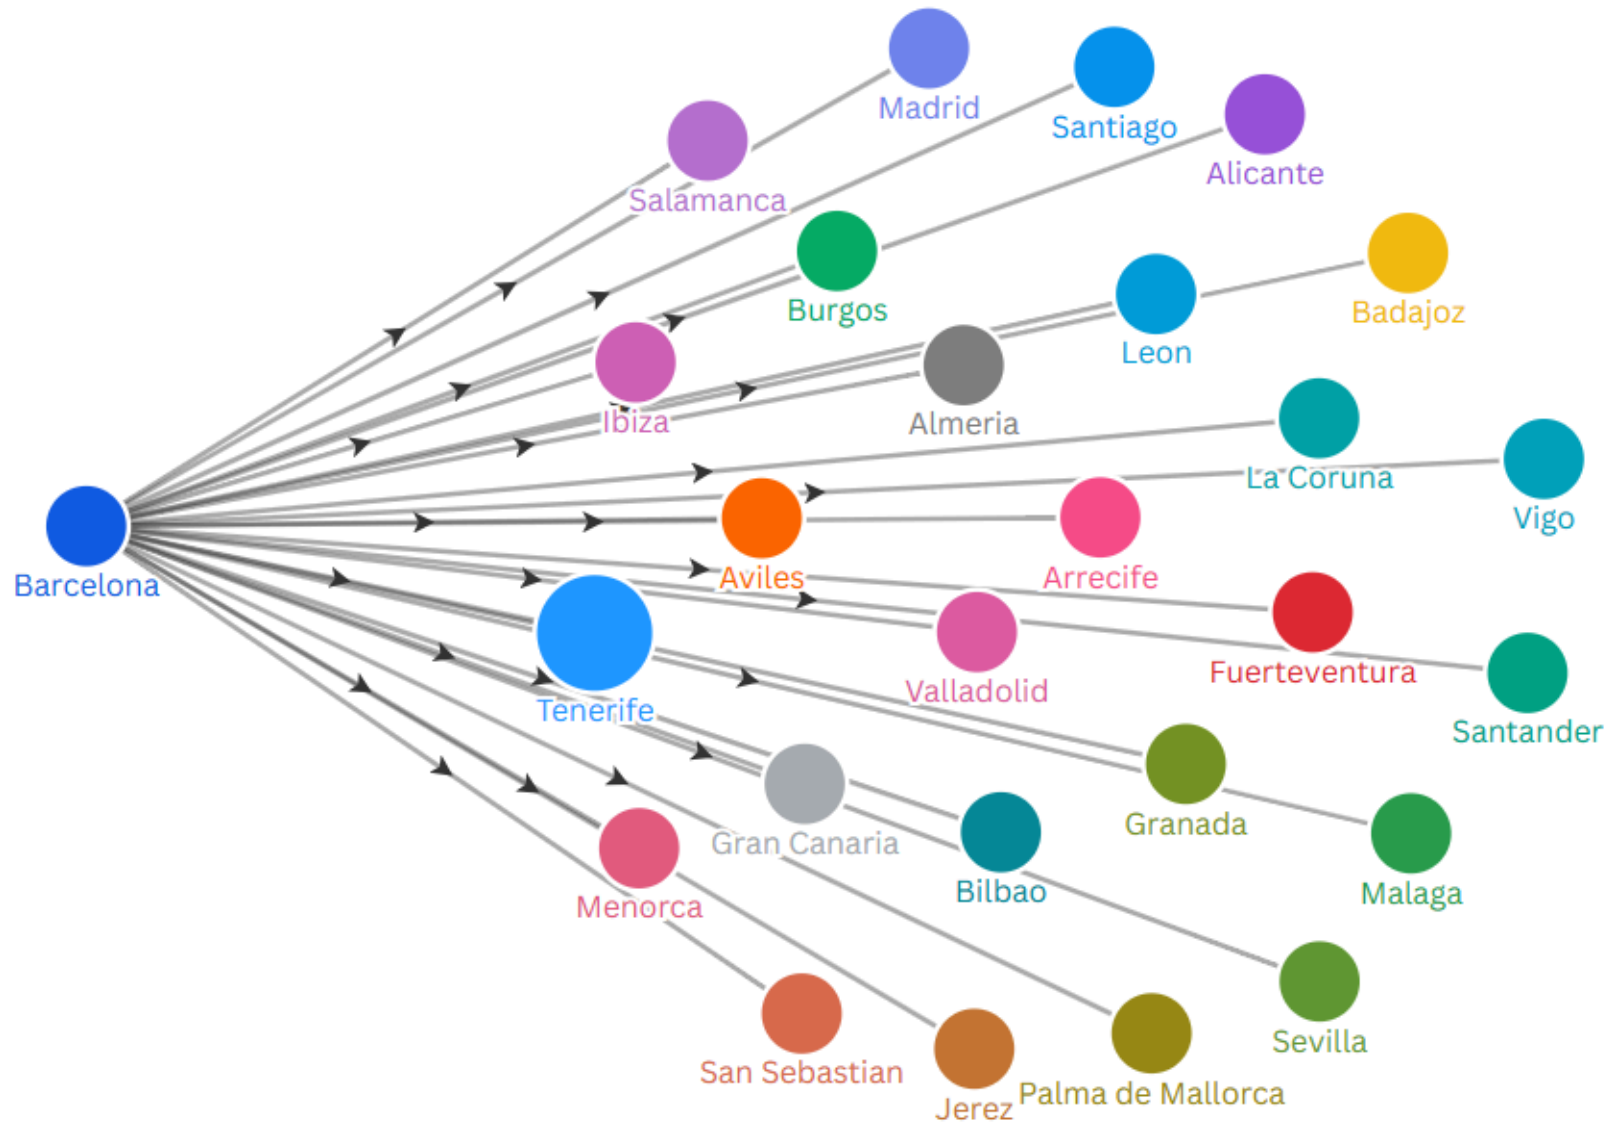 Madrid
Santiago
Alicante
Salamanca
Burgos
Badajoz
Leon
Ibiza
Almeria
La Coruna
Vigo
Barcelona
Aviles
Arrecife
Fuerteventura
Valladolid
Santander
Tenerife
Granada
Gran Canaria
Bilbao
Malaga
Menorca
Sevilla
San Sebastian
Palma de Mallorca
Jerez